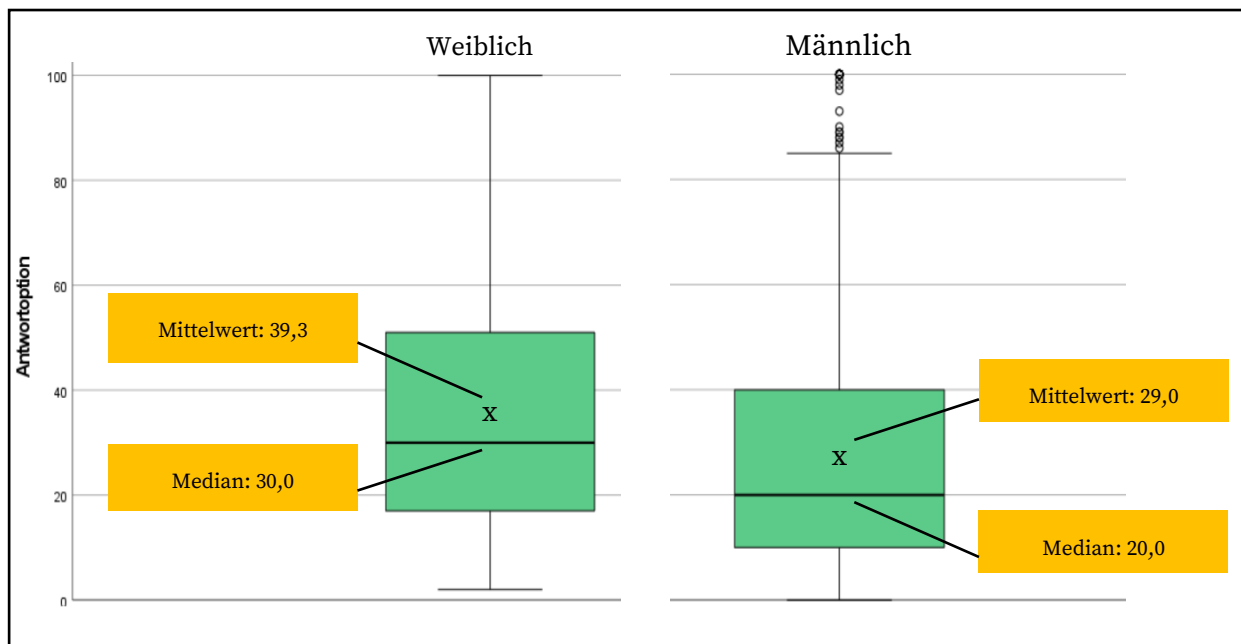 Weiblich
Männlich
100
80
60
40
20
0
Antwortoption
Mittelwert: 39,3
x
Median: 30,0
Mittelwert: 29,0
x
Median: 20,0